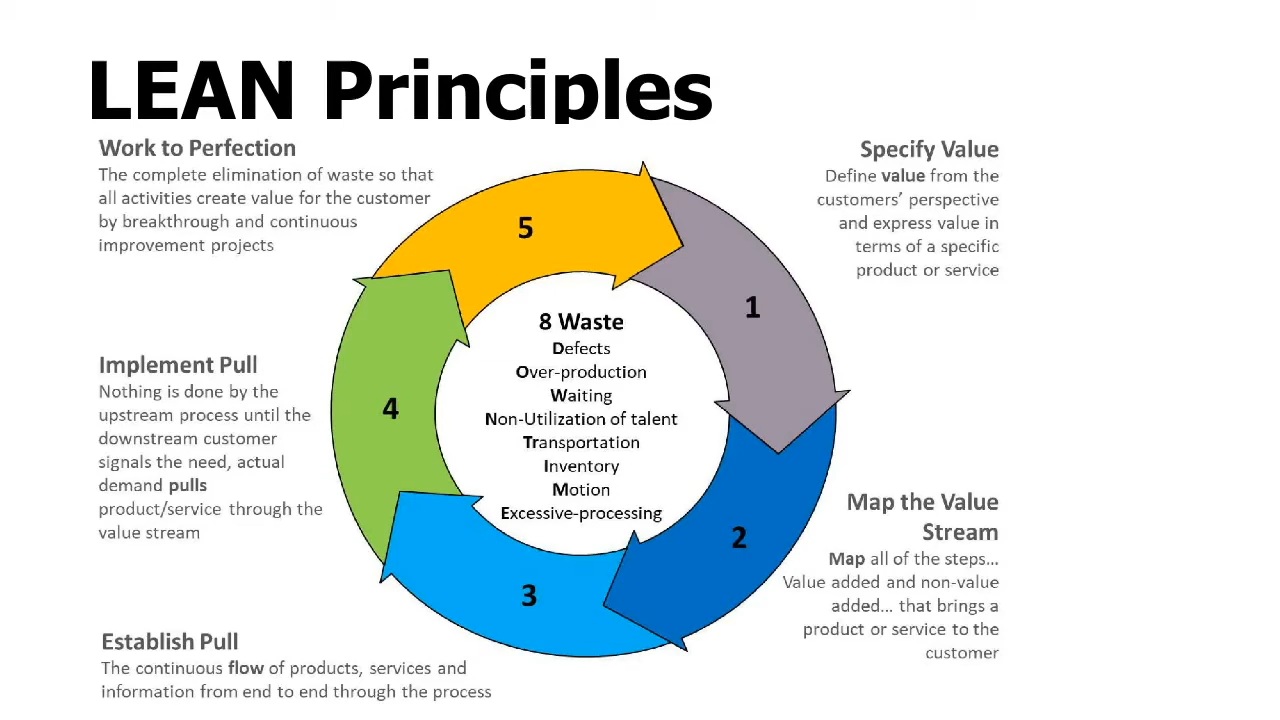 LEAN Principles
Work to Perfection
The complete elimination of waste so that
all activities create value for the customer
by breakthrough and continuous
improvement projects
Specify Value
Define value from the
customers’ perspective
and express value in
terms of a specific
product or service
5
1
8 Waste
Defects
Over-production
Waiting
Non-Utilization of talent
Transportation
Inventory
Motion
Excessive-processing
Implement Pull
Nothing is done by the
upstream process until the
downstream customer
signals the need, actual
demand pulls
product/service through the
value stream
4
Map the Value
Stream
Map all of the steps…
Value added and non-value
added… that brings a
product or service to the
customer
2
3
Establish Pull
The continuous flow of products, services and
information from end to end through the process